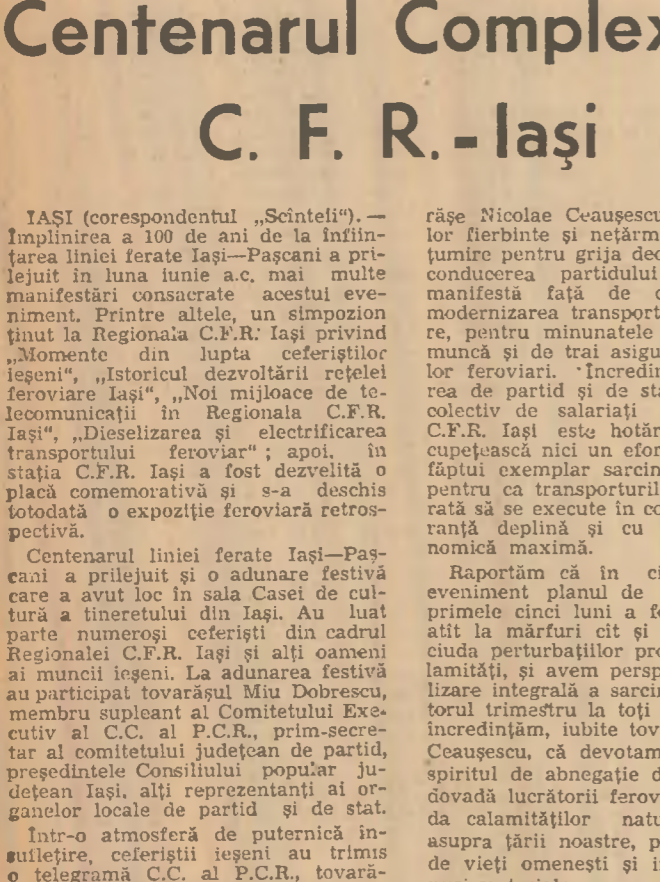 Centenarul Complex
C. F. R. - Iaşi
IAŞI (corespondentul „Scînteii“). —
Împlinirea a 100 de ani de la înfiin-
ţarea liniei ferate Iaşi—Paşcani a pri-
lejuit în luna iunie a.c. mai multe
manifestări consacrate acestui eve-
niment. Printre altele, un simpozion
ţinut la Regionala C.F.R. Iaşi privind
„Momente din lupta ceferiştilor
ieşeni“, „Istoricul dezvoltării reţelei
feroviare Iaşi“, „Noi mijloace de te-
lecomunicaţii în Regionala C.F.R.
Iaşi“, „Dieselizarea şi electrificarea
transportului feroviar“ ; apoi, în
staţia C.F.R. Iaşi a fost dezvelită o
placă comemorativă şi s-a deschis
totodată o expoziţie feroviară retros-
pectivă.
Centenarul liniei ferate Iaşi—Paş-
cani a prilejuit şi o adunare festivă
care a avut loc în sala Casei de cul-
tură a tineretului din Iaşi. Au luat
parte numeroşi ceferişti din cadrul
Regionalei C.F.R. Iaşi şi alţi oameni
ai muncii ieşeni. La adunarea festivă
au participat tovarăşul Miu Dobrescu,
membru supleant al Comitetului Exe-
cutiv al C.C. al P.C.R., prim-secre-
tar al comitetului judeţean de partid,
preşedintele Consiliului popular ju-
deţean Iaşi, alţi reprezentanţi ai or-
ganelor locale de partid şi de stat.
Într-o atmosferă de puternică în-
sufleţire, ceferiştii ieşeni au trimis
o telegramă C.C. al P.C.R., tovară-
răşe Nicolae Ceauşescu
lor fierbinte şi neţărm
ţumire pentru grija deo
conducerea partidului
manifestă faţă de
modernizarea transport
re, pentru minunatele
muncă şi de trai asigu
lor feroviari. Încredin
rea de partid şi de sta
colectiv de salariaţi
C.F.R. Iaşi este hotăr
cupeţească nici un efor
făptui exemplar sarcin
pentru ca transporturil
rată să se execute în co
ranţă deplină şi cu
nomică maximă.
Raportăm că în ci
eveniment planul de
primele cinci luni a fo
atît la mărfuri cît şi
ciuda perturbaţiilor pro
lamităţi, şi avem persp
lizare integrală a sarcin
torul trimestru la toţi
încredinţăm, iubite tov
Ceauşescu, că devotam
spiritul de abnegaţie d
dovadă lucrătorii ferov
da calamităţilor natu
asupra ţării noastre, p
de vieţi omeneşti şi